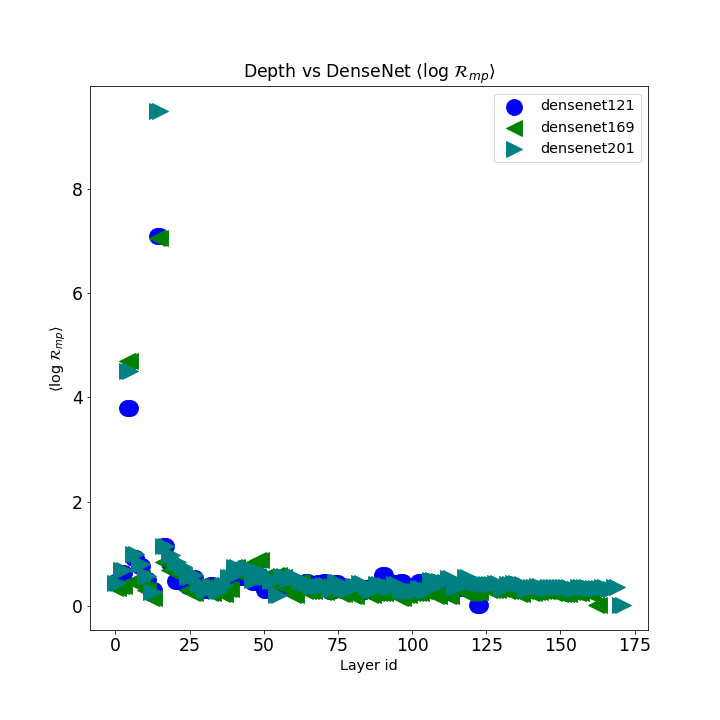 Depth vs DenseNet ⟨log ℛ_mp⟩
densenet121
densenet169
densenet201
⟨log ℛ_mp⟩
8
6
4
2
0
0 25 50 75 100 125 150 175
Layer id